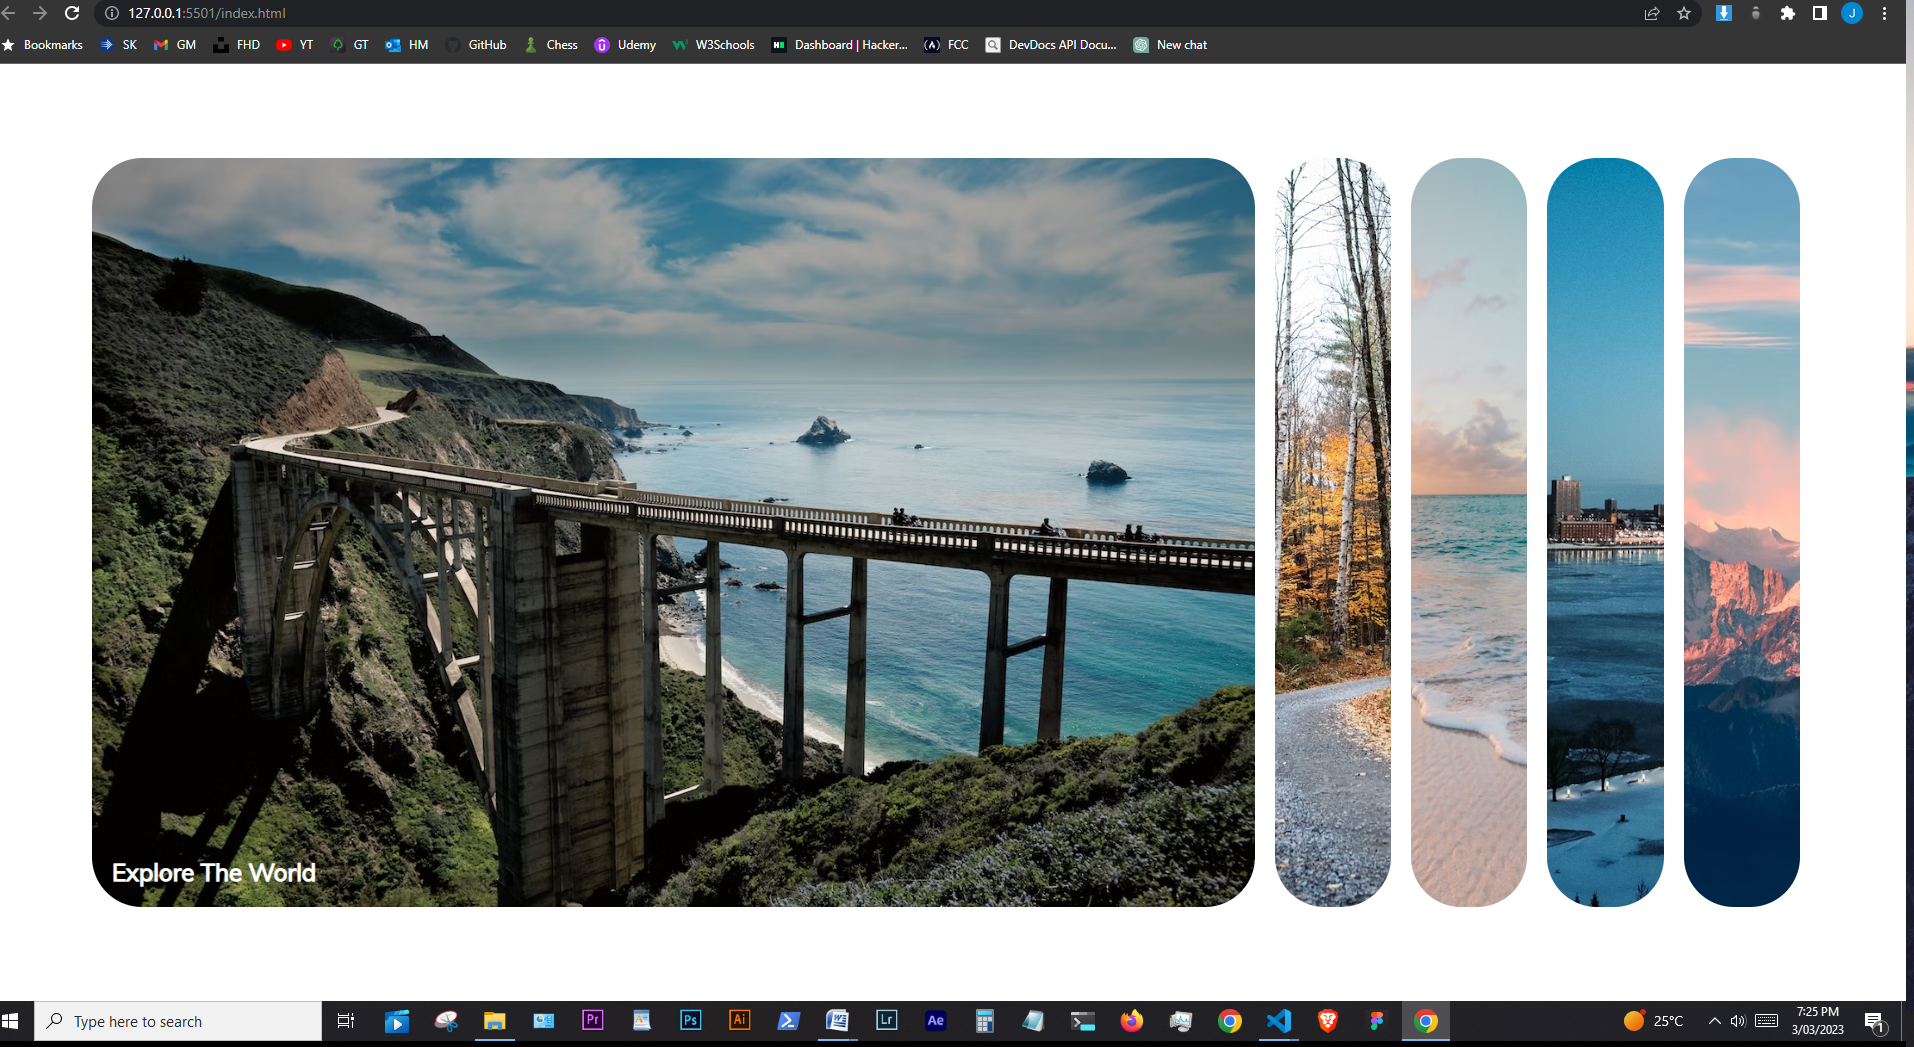 127.0.0.1:5501/index.html
J
Bookmarks SK GM FHD YT GT HM GitHub Chess Udemy W3Schools Dashboard | Hacker... FCC DevDocs API Docu... New chat
Explore The World
Type here to search
Pr Ps Ai W Lr Ae
25°C
7:25 PM
3/03/2023
1